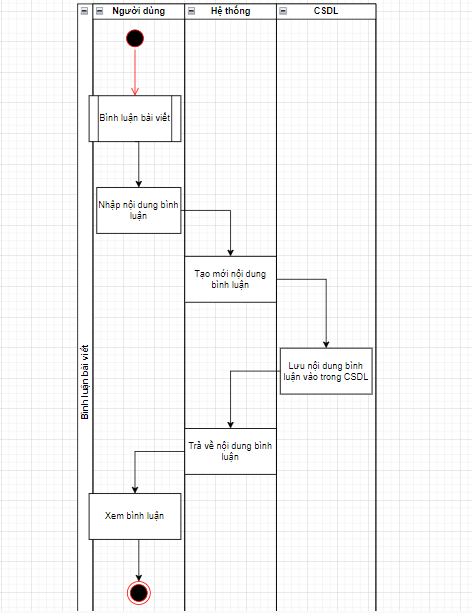 Người dùng
Hệ thống
CSDL
Bình luận bài viết
Nhập nội dung bình
luận
Tạo mới nội dung
bình luận
Bình luận bài viết
Lưu nội dung bình
luận vào trong CSDL
Trả về nội dung bình
luận
Xem bình luận